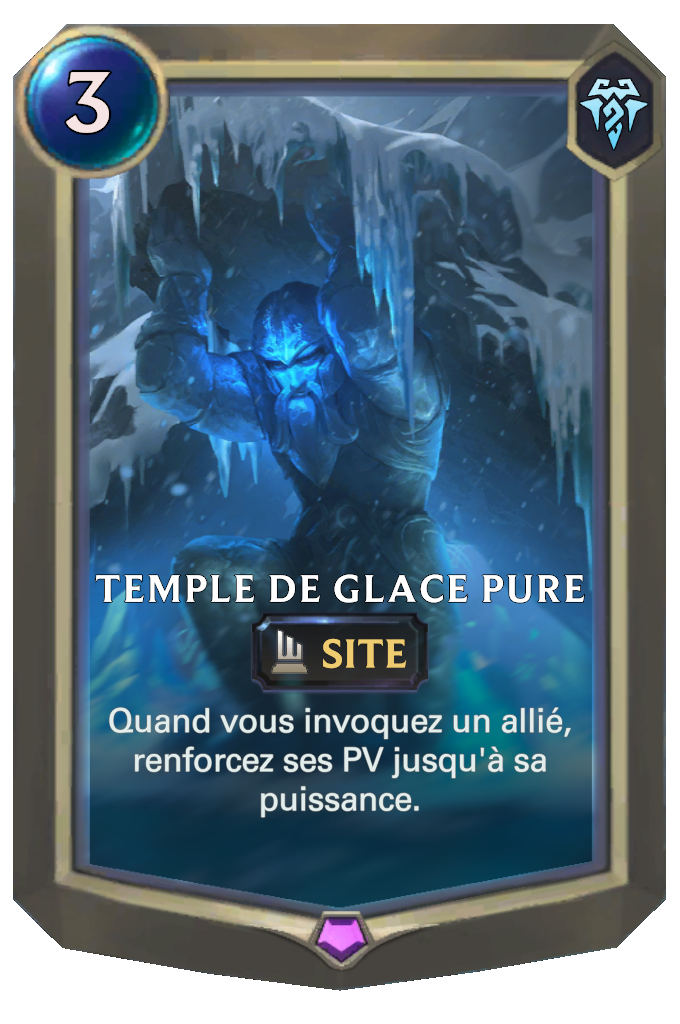 3
TEMPLE DE GLACE PURE
SITE
Quand vous invoquez un allié,
renforcez ses PV jusqu'à sa
puissance.